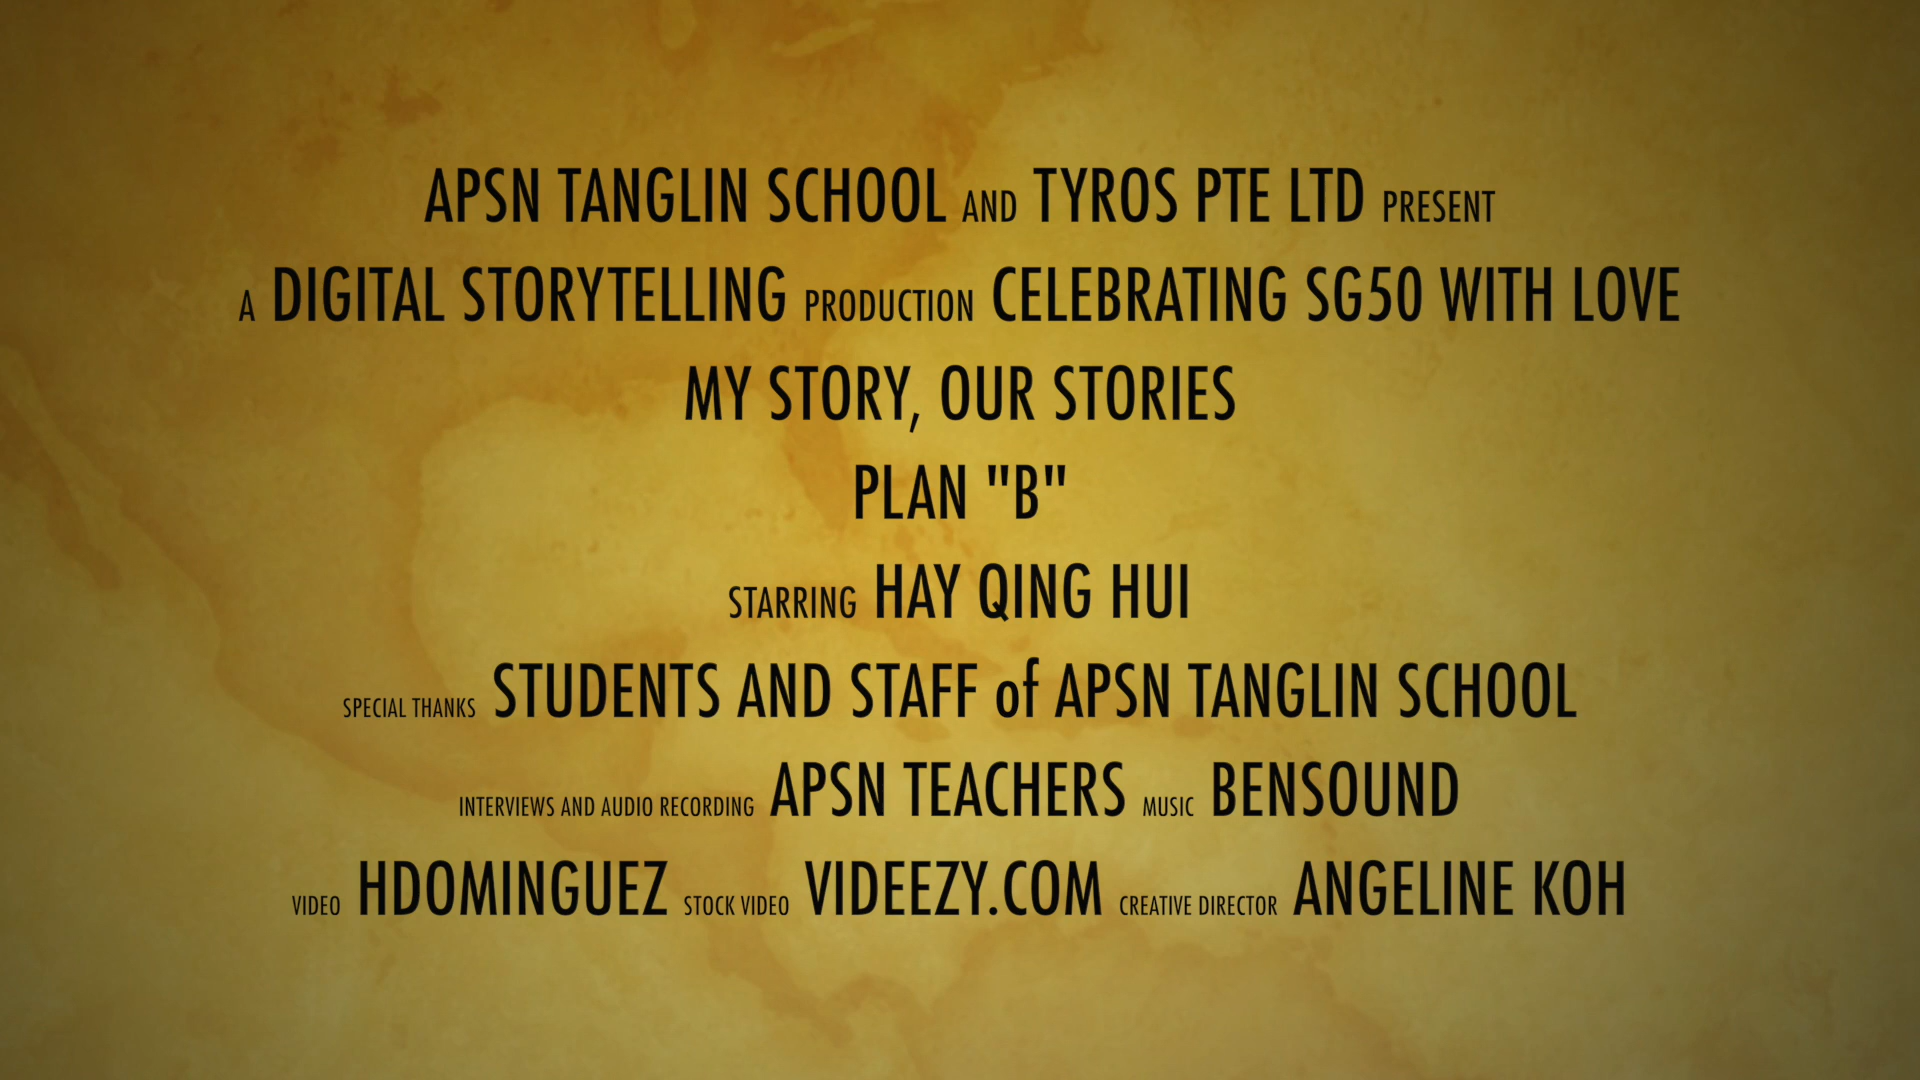 APSN TANGLIN SCHOOL AND TYROS PTE LTD PRESENT
A DIGITAL STORYTELLING PRODUCTION CELEBRATING SG50 WITH LOVE
MY STORY, OUR STORIES
PLAN "B"
STARRING HAY QING HUI
SPECIAL THANKS STUDENTS AND STAFF of APSN TANGLIN SCHOOL
INTERVIEWS AND AUDIO RECORDING APSN TEACHERS MUSIC BENSOUND
VIDEO HDOMINGUEZ STOCK VIDEO VIDEEZY.COM CREATIVE DIRECTOR ANGELINE KOH